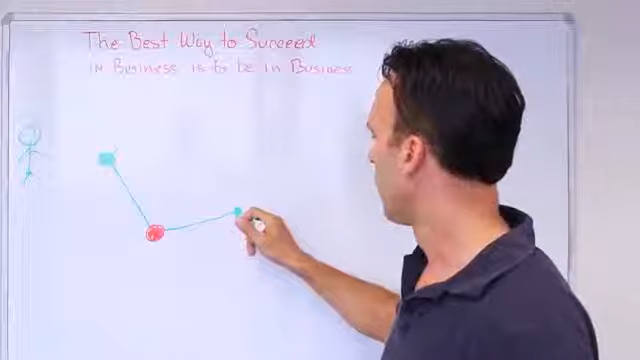 The Best Way to Succeed
in Business is to be in Business